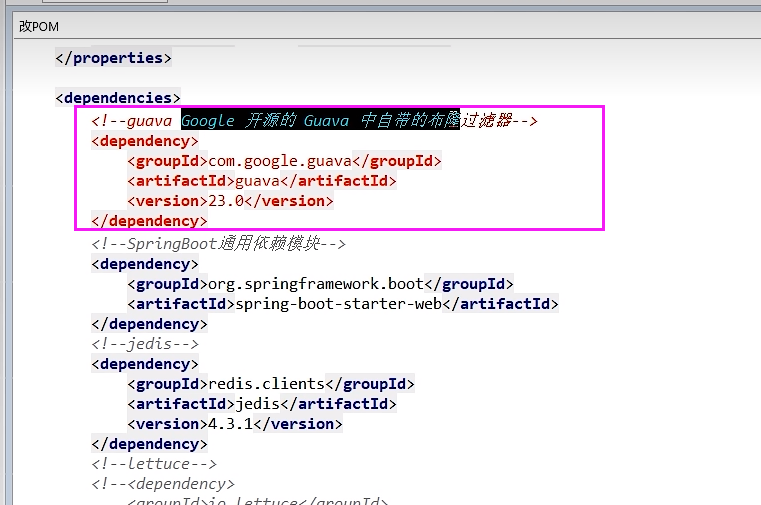 改POM
</properties>
<dependencies>
<!--guava Google 开源的 Guava 中自带的布隆过滤器-->
<dependency>
<groupId>com.google.guava</groupId>
<artifactId>guava</artifactId>
<version>23.0</version>
</dependency>
<!--SpringBoot通用依赖模块-->
<dependency>
<groupId>org.springframework.boot</groupId>
<artifactId>spring-boot-starter-web</artifactId>
</dependency>
<!--jedis-->
<dependency>
<groupId>redis.clients</groupId>
<artifactId>jedis</artifactId>
<version>4.3.1</version>
</dependency>
<!--lettuce-->
<!--<dependency>
<groupId>io.lettuce</groupId>